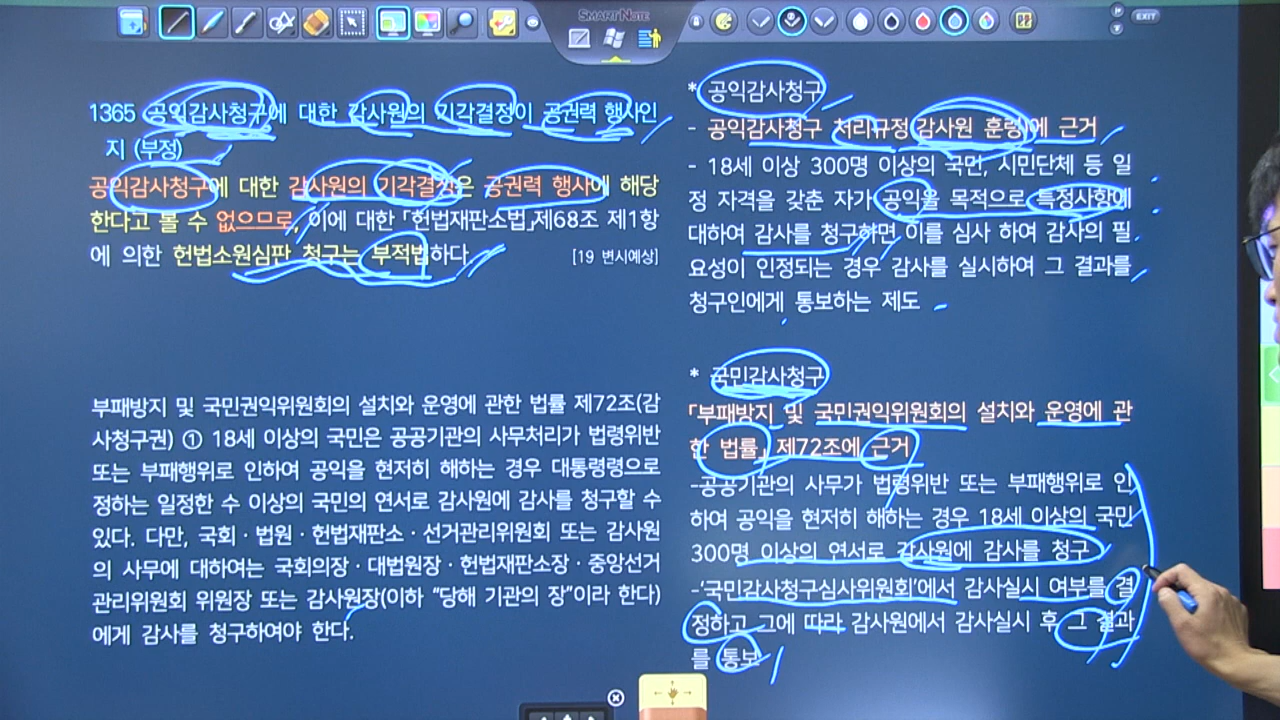 SMARTNOTE
EXIT
1365 공익감사청구에 대한 감사원의 기각결정이 공권력 행사인
지 (부정)
공익감사청구에 대한 감사원의 기각결정은 공권력 행사에 해당
한다고 볼 수 없으므로, 이에 대한 「헌법재판소법」제68조 제1항
에 의한 헌법소원심판 청구는 부적법하다
[19 변시예상]
부패방지 및 국민권익위원회의 설치와 운영에 관한 법률 제72조(감
사청구권) ① 18세 이상의 국민은 공공기관의 사무처리가 법령위반
또는 부패행위로 인하여 공익을 현저히 해하는 경우 대통령령으로
정하는 일정한 수 이상의 국민의 연서로 감사원에 감사를 청구할 수
있다. 다만, 국회·법원·헌법재판소·선거관리위원회 또는 감사원
의 사무에 대하여는 국회의장·대법원장·헌법재판소장·중앙선거
관리위원회 위원장 또는 감사원장(이하 “당해 기관의 장”이라 한다)
에게 감사를 청구하여야 한다.
* 공익감사청구
- 공익감사청구 처리규정(감사원 훈령)에 근거
- 18세 이상 300명 이상의 국민, 시민단체 등 일
정 자격을 갖춘 자가 공익을 목적으로 특정사항에
대하여 감사를 청구하면 이를 심사 하여 감사의 필
요성이 인정되는 경우 감사를 실시하여 그 결과를
청구인에게 통보하는 제도
* 국민감사청구
「부패방지 및 국민권익위원회의 설치와 운영에 관
한 법률」 제72조에 근거
-공공기관의 사무가 법령위반 또는 부패행위로 인
하여 공익을 현저히 해하는 경우 18세 이상의 국민
300명 이상의 연서로 감사원에 감사를 청구
-‘국민감사청구심사위원회’에서 감사실시 여부를 결
정하고 그에 따라 감사원에서 감사실시 후 그 결과
를 통보